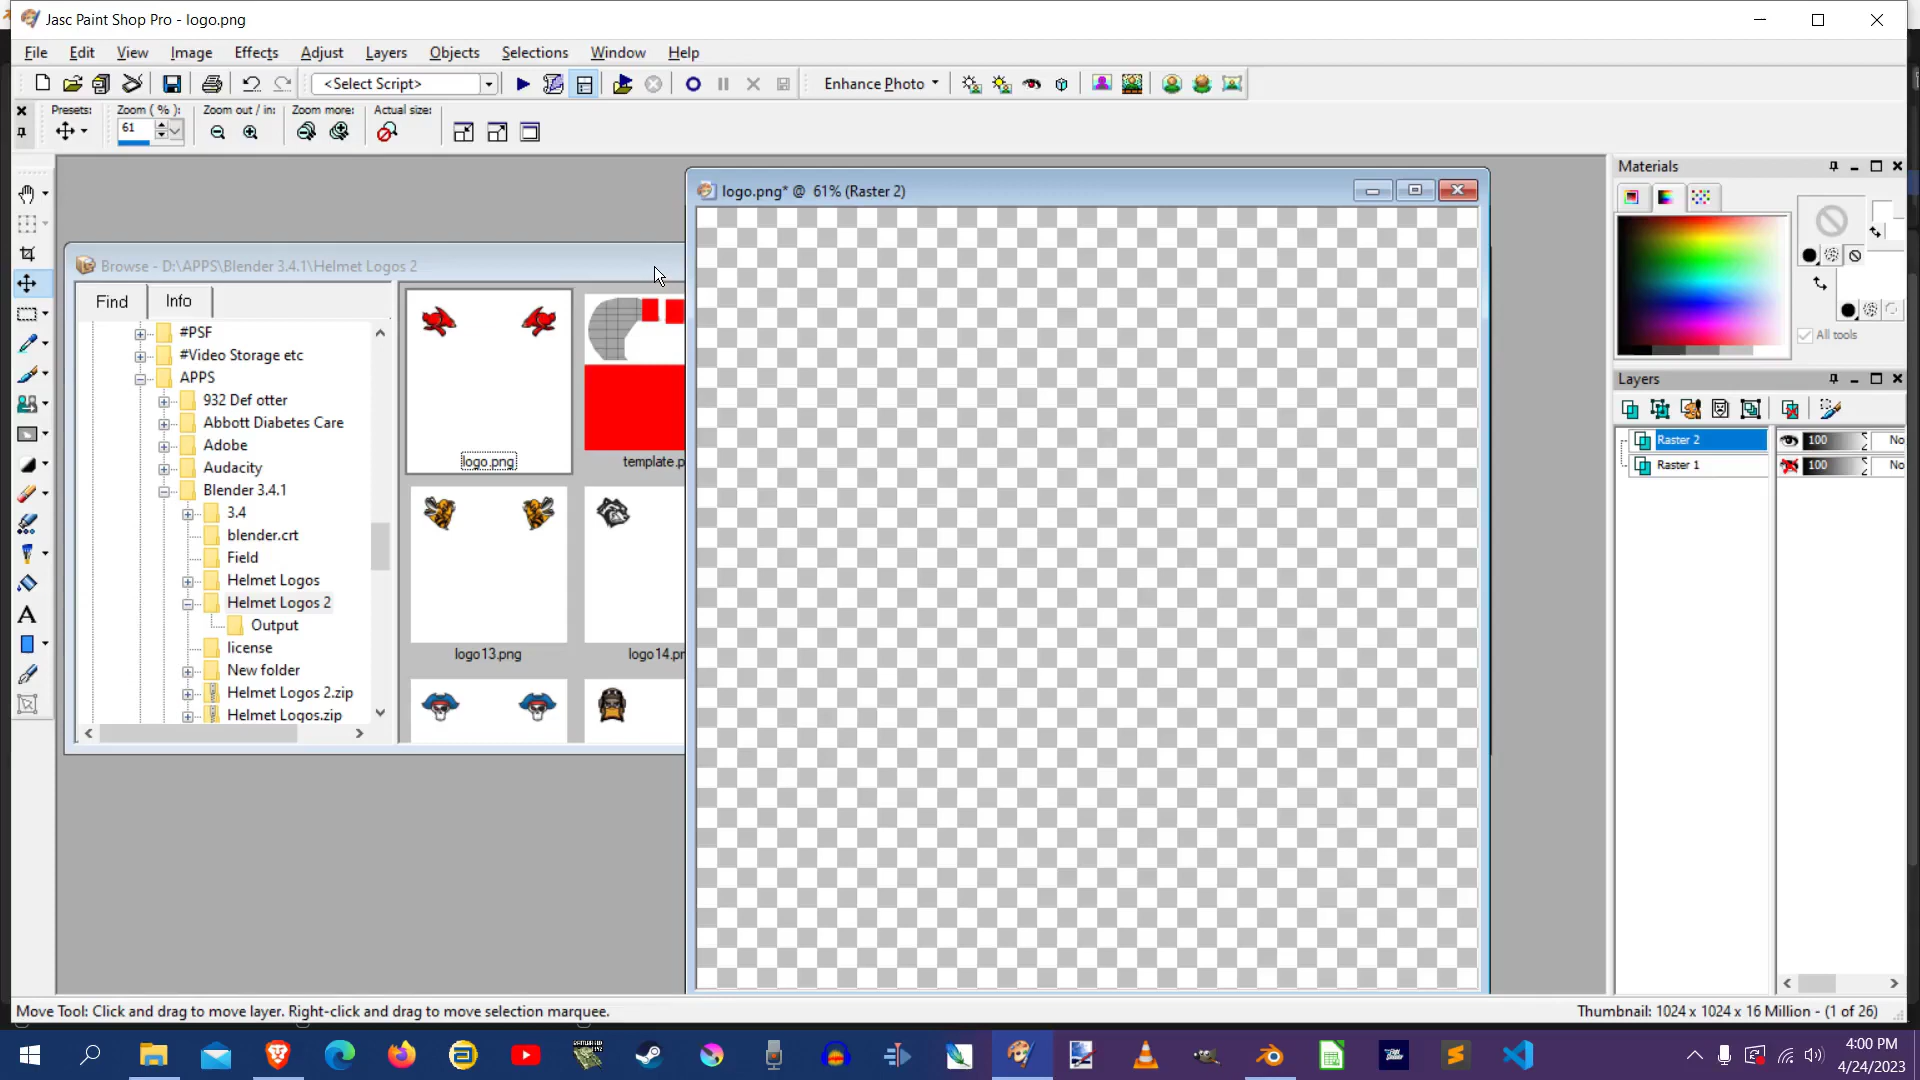 Jasc Paint Shop Pro - logo.png
File Edit View Image Effects Adjust Layers Objects Selections Window Help
<Select Script> Enhance Photo
Presets: Zoom ( % ): Zoom out / in: Zoom more: Actual size:
61
Materials
logo.png* @ 61% (Raster 2)
Browse - D:\APPS\Blender 3.4.1\Helmet Logos 2
Find Info
#PSF
#Video Storage etc
APPS
932 Def otter
Abbott Diabetes Care
Adobe
Audacity
Blender 3.4.1
3.4
blender.crt
Field
Helmet Logos
Helmet Logos 2
Output
license
New folder
Helmet Logos 2.zip
Helmet Logos.zip
logo.png
template.p
logo13.png
logo14.pr
All tools
Layers
Raster 2 100 No
Raster 1 100 No
Move Tool: Click and drag to move layer. Right-click and drag to move selection marquee.
Thumbnail: 1024 x 1024 x 16 Million - (1 of 26)
4:00 PM
4/24/2023